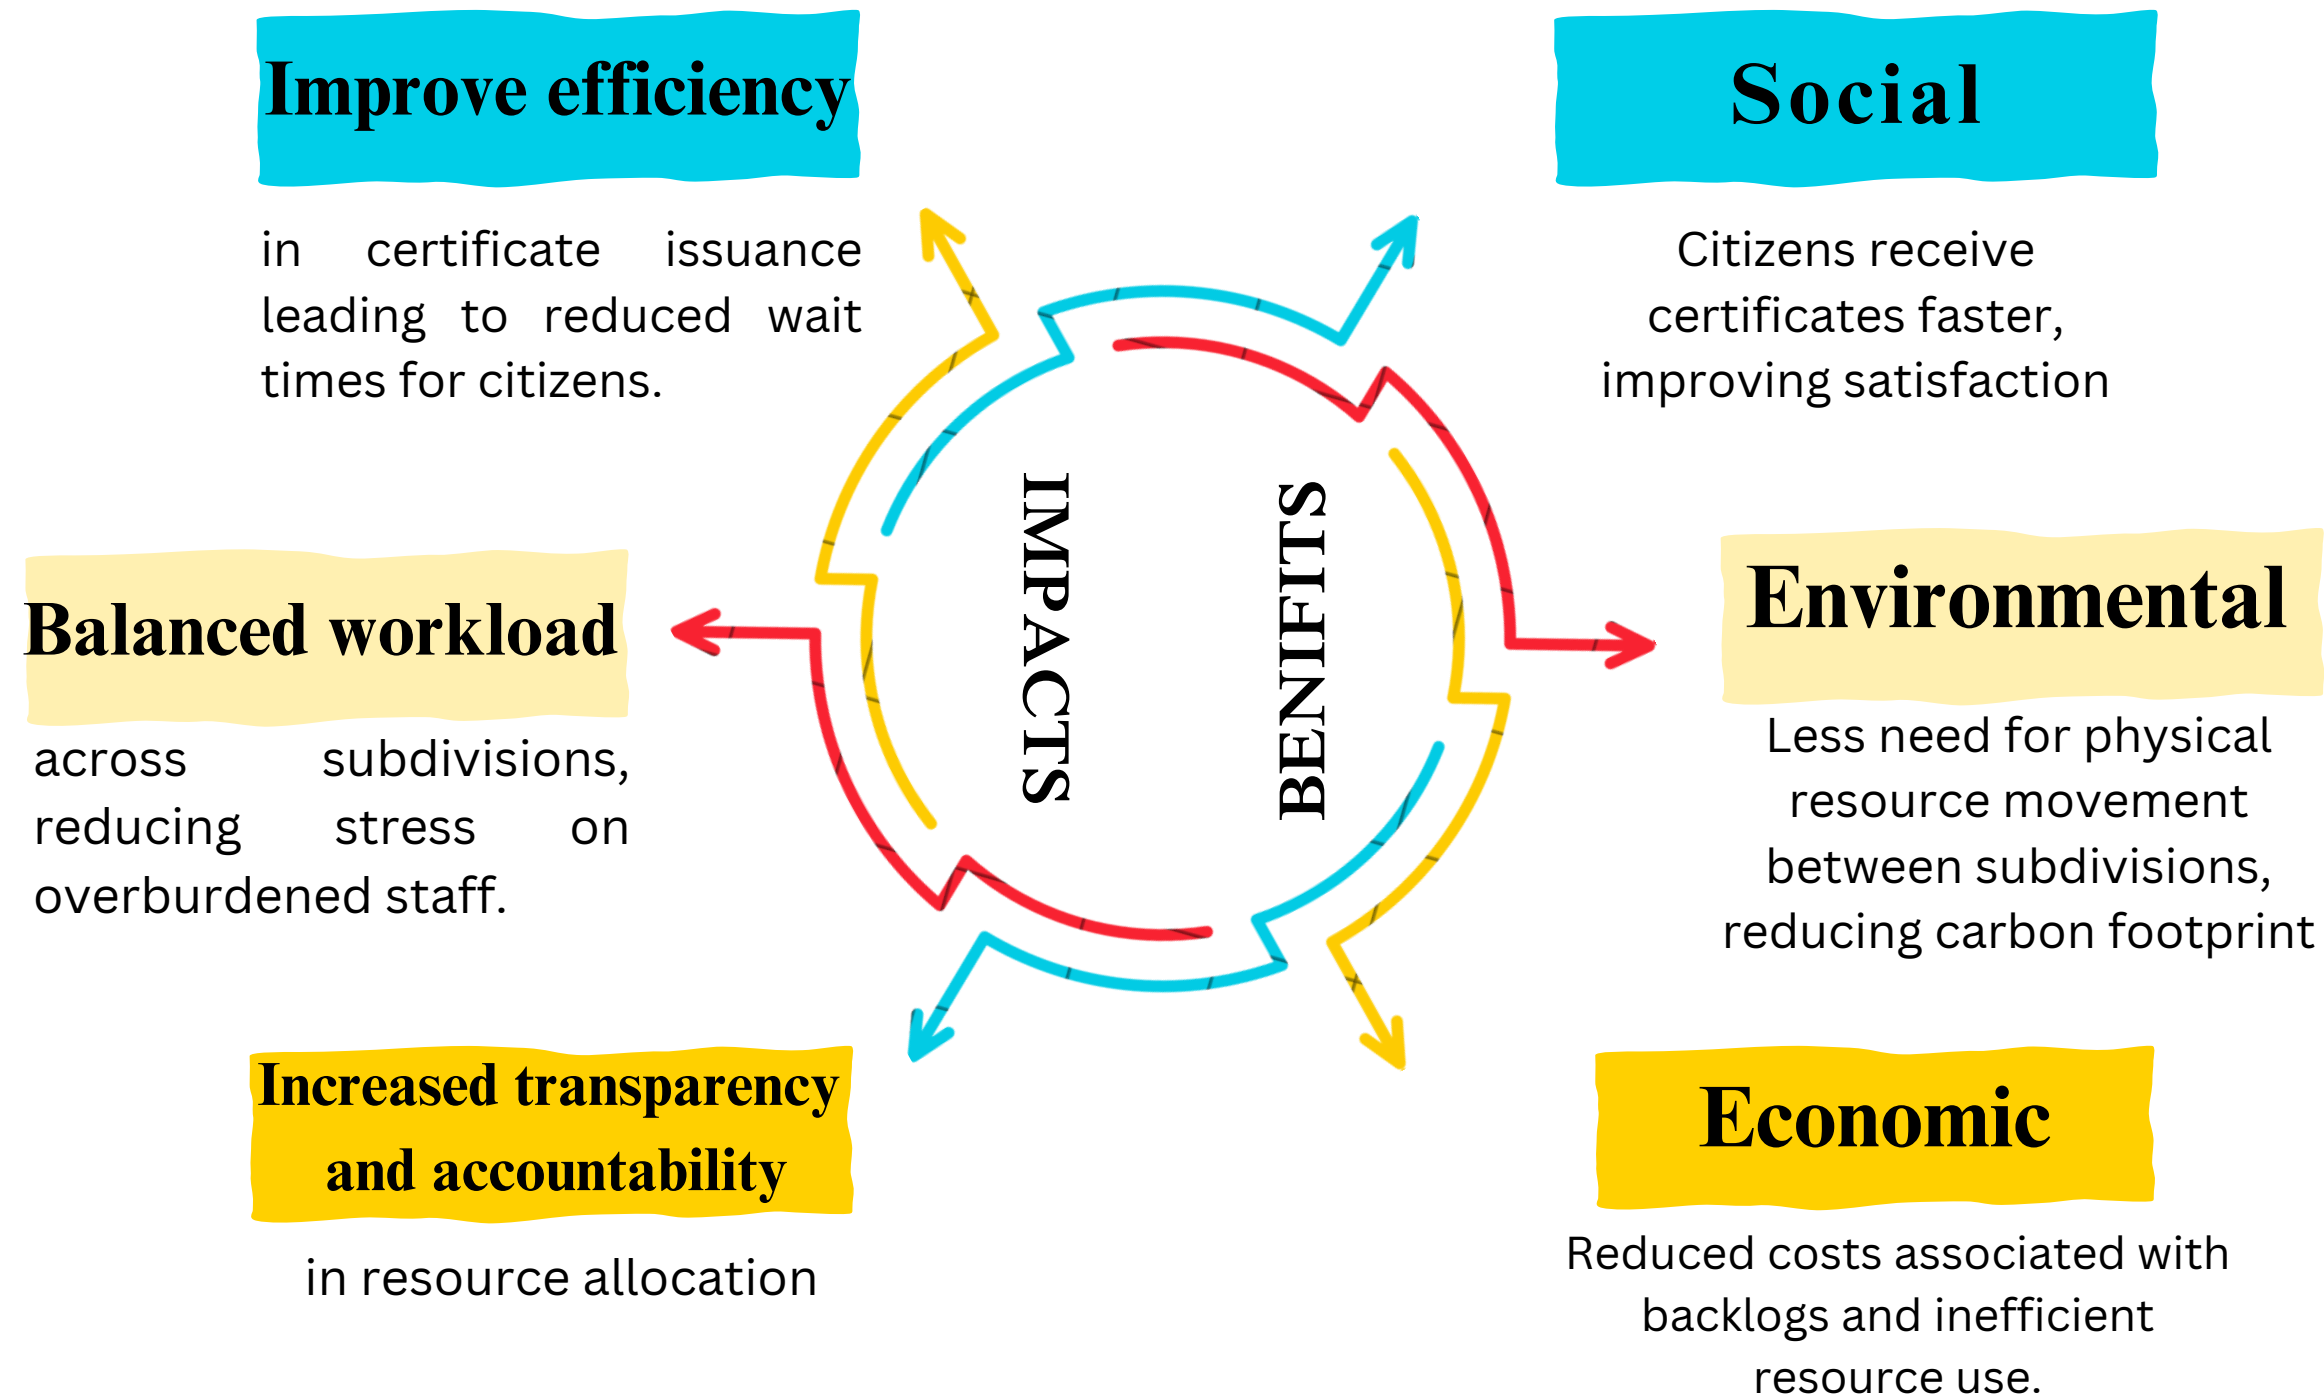 Improve efficiency
in certificate issuance
leading to reduced wait
times for citizens.
Balanced workload
across subdivisions,
reducing stress on
overburdened staff.
Increased transparency
and accountability
in resource allocation
IMPACTS
BENIFITS
Social
Citizens receive
certificates faster,
improving satisfaction
Environmental
Less need for physical
resource movement
between subdivisions,
reducing carbon footprint
Economic
Reduced costs associated with
backlogs and inefficient
resource use.